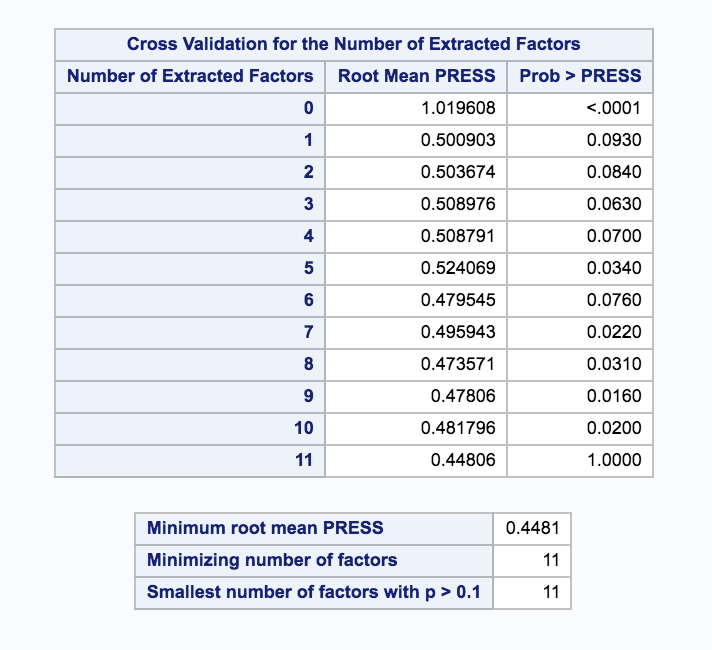 Cross Validation for the Number of Extracted Factors
Number of Extracted Factors Root Mean PRESS Prob > PRESS
0 1.019608 <.0001
1 0.500903 0.0930
2 0.503674 0.0840
3 0.508976 0.0630
4 0.508791 0.0700
5 0.524069 0.0340
6 0.479545 0.0760
7 0.495943 0.0220
8 0.473571 0.0310
9 0.47806 0.0160
10 0.481796 0.0200
11 0.44806 1.0000
Minimum root mean PRESS 0.4481
Minimizing number of factors 11
Smallest number of factors with p > 0.1 11